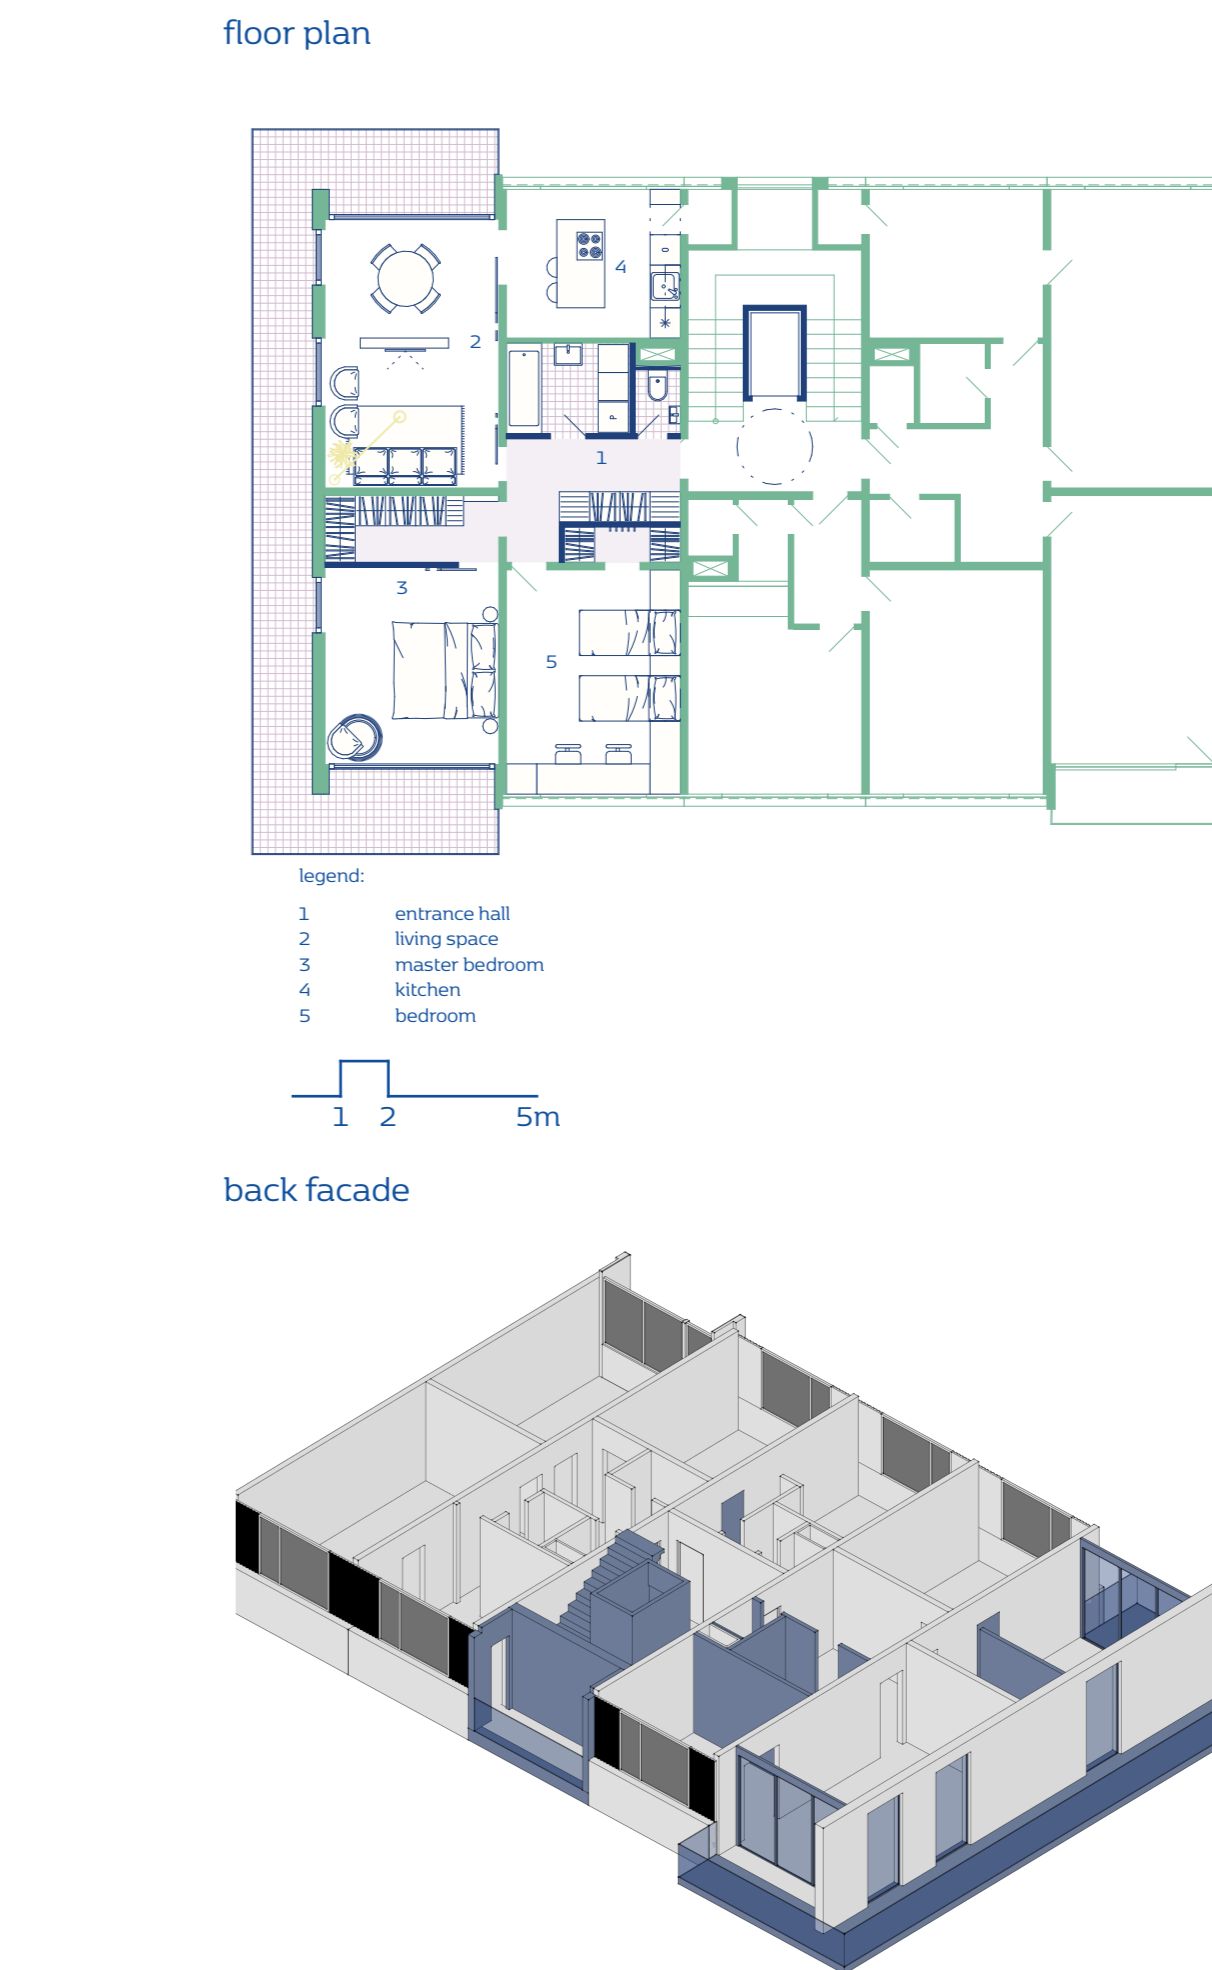 floor plan
4
2
P
1
3
5
legend:
1 entrance hall
2 living space
3 master bedroom
4 kitchen
5 bedroom
1 2 5m
back facade